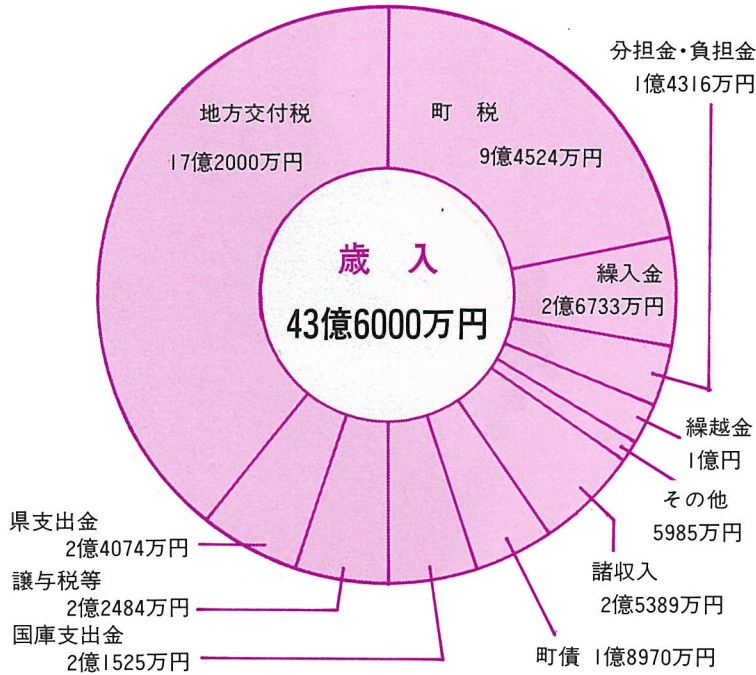 歳 入
43億6000万円
町 税
9億4524万円
繰入金
2億6733万円
分担金・負担金
1億4316万円
繰越金
1億円
その他
5985万円
諸収入
2億5389万円
町債 1億8970万円
国庫支出金
2億1525万円
譲与税等
2億2484万円
県支出金
2億4074万円
地方交付税
17億2000万円